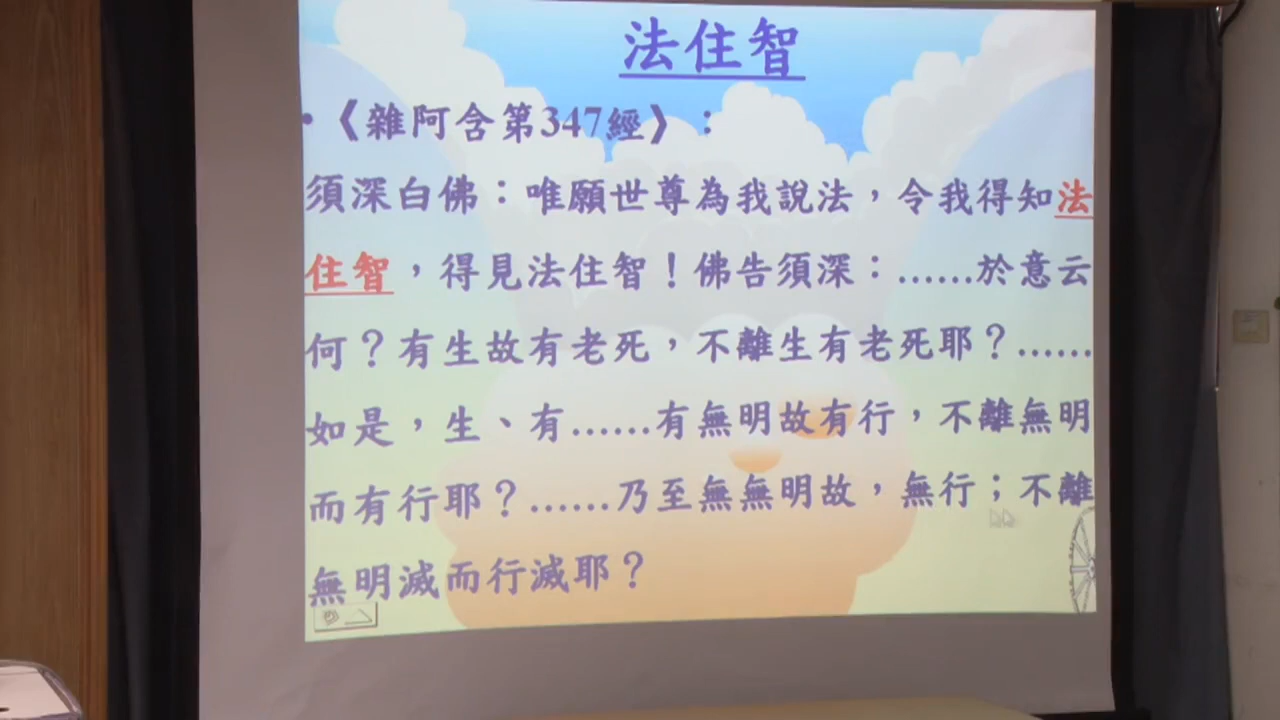 法住智
•《雜阿含第347經》：
須深白佛：唯願世尊為我說法，令我得知法
住智，得見法住智！佛告須深：……於意云
何？有生故有老死，不離生有老死耶？……
如是，生、有……有無明故有行，不離無明
而有行耶？……乃至無無明故，無行；不離
無明滅而行滅耶？